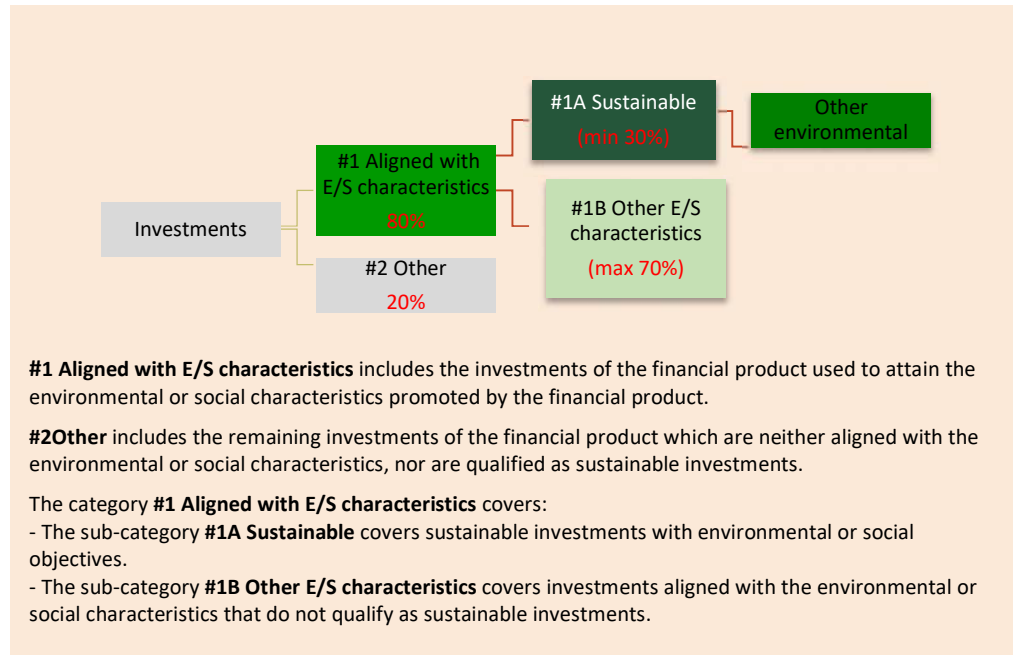 #1A Sustainable
(min 30%)
Other
environmental
#1 Aligned with
E/S characteristics
80%
#1B Other E/S
characteristics
(max 70%)
Investments
#2 Other
20%
#1 Aligned with E/S characteristics includes the investments of the financial product used to attain the
environmental or social characteristics promoted by the financial product.
#2Other includes the remaining investments of the financial product which are neither aligned with the
environmental or social characteristics, nor are qualified as sustainable investments.
The category #1 Aligned with E/S characteristics covers:
- The sub-category #1A Sustainable covers sustainable investments with environmental or social
objectives.
- The sub-category #1B Other E/S characteristics covers investments aligned with the environmental or
social characteristics that do not qualify as sustainable investments.